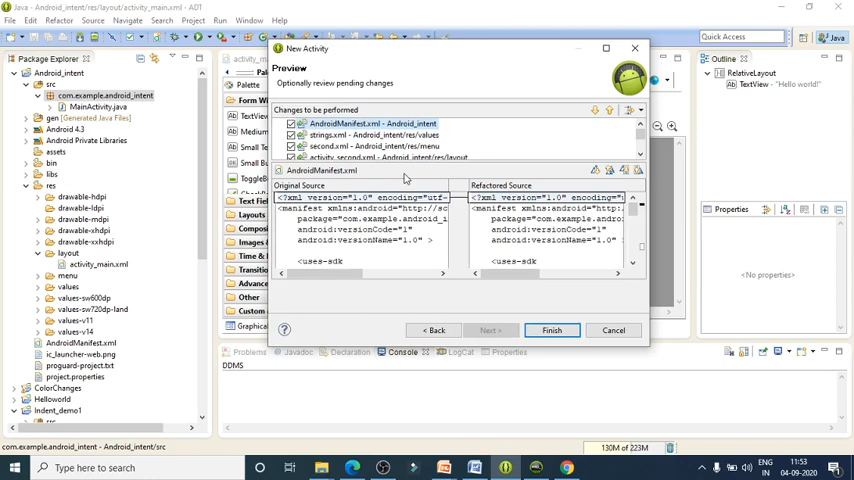 Java - Android_intent/res/layout/activity_main.xml - ADT
File Edit Refactor Source Navigate Search Project Run Window Help
Quick Access
Java
Package Explorer
Android_intent
src
com.example.android_intent
MainActivity.java
gen [Generated Java Files]
Android 4.3
Android Private Libraries
assets
bin
libs
res
drawable-hdpi
drawable-ldpi
drawable-mdpi
drawable-xhdpi
drawable-xxhdpi
layout
activity_main.xml
menu
values
values-sw600dp
values-sw720dp-land
values-v11
values-v14
AndroidManifest.xml
ic_launcher-web.png
proguard-project.txt
project.properties
ColorChanges
Helloworld
Indent_demo1
src
activity_m
Pale
Palette
Form Wi
TextView
Medium
Small
ToggleB
CheckBo
Text Fiel
Layouts
Compos
Images &
Time &
Transitio
Advance
Other
Custom
Graphical
New Activity
Preview
Optionally review pending changes
Changes to be performed
AndroidManifest.xml - Android_intent
strings.xml - Android_intent/res/values
second.xml - Android_intent/res/menu
activity_second.xml - Android_intent/res/layout
AndroidManifest.xml
Original Source
Refactored Source
<?xml version="1.0" encoding="utf-
<manifest xmlns:android="http://sc
package="com.example.android_i
android:versionCode="1"
android:versionName="1.0" >
<uses-sdk
<?xml version="1.0" encoding="u
<manifest xmlns:android="http:
package="com.example.andro
android:versionCode="1"
android:versionName="1.0" >
<uses-sdk
< Back
Next >
Finish
Cancel
Outline
RelativeLayout
TextView - "Hello world!"
Properties
<No properties>
Problems Javadoc Declaration Console LogCat Properties
DDMS
com.example.android_intent - Android_intent/src
130M of 223M
Type here to search
ENG
IN
11:53
04-09-2020